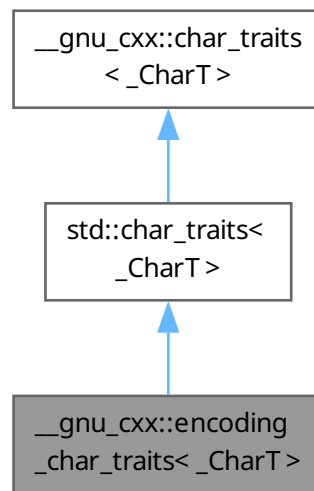 __gnu_cxx::char_traits
< _CharT >
std::char_traits<
_CharT >
__gnu_cxx::encoding
_char_traits< _CharT >